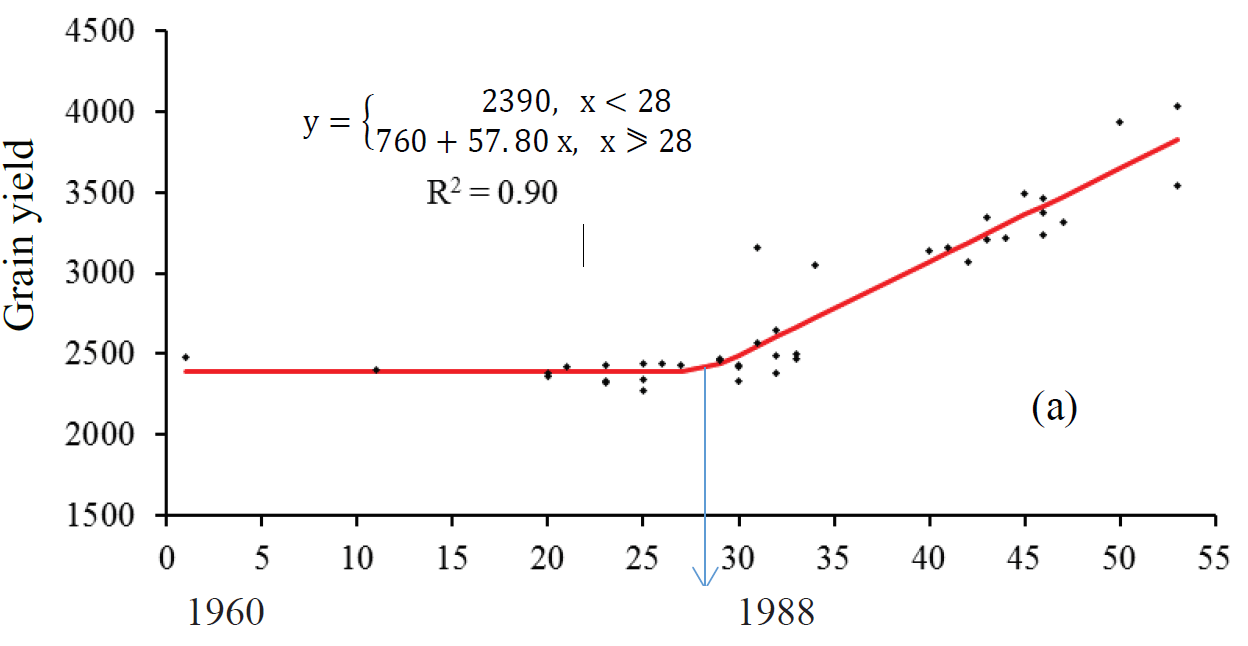 4500
4000
3500
3000
2500
2000
1500
Grain yield
y = { 2390, x < 28
760 + 57.80 x, x ⩾ 28
R² = 0.90
(a)
0 5 10 15 20 25 30 35 40 45 50 55
1960 1988